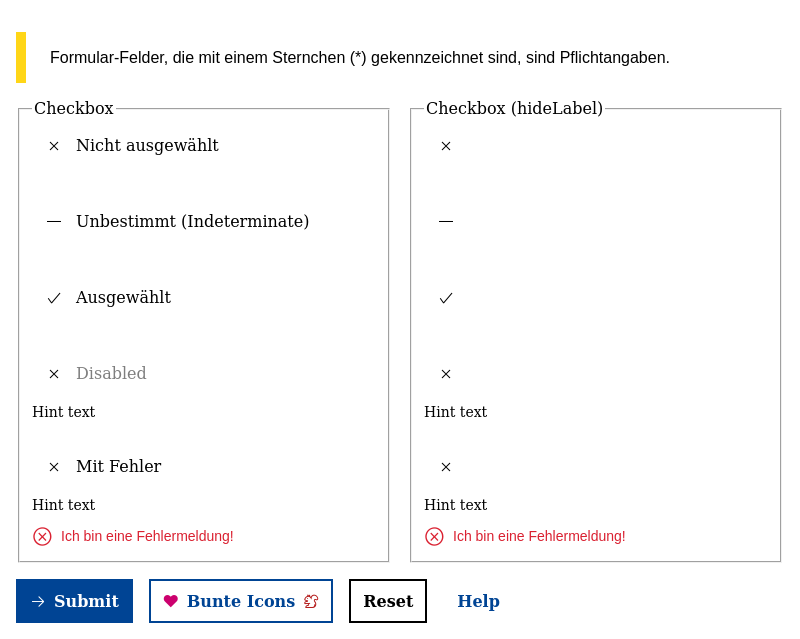 Formular-Felder, die mit einem Sternchen (*) gekennzeichnet sind, sind Pflichtangaben.
Checkbox
Nicht ausgewählt
Unbestimmt (Indeterminate)
Ausgewählt
Disabled
Hint text
Mit Fehler
Hint text
Ich bin eine Fehlermeldung!
Checkbox (hideLabel)
Hint text
Hint text
Ich bin eine Fehlermeldung!
Submit
Bunte Icons
Reset
Help